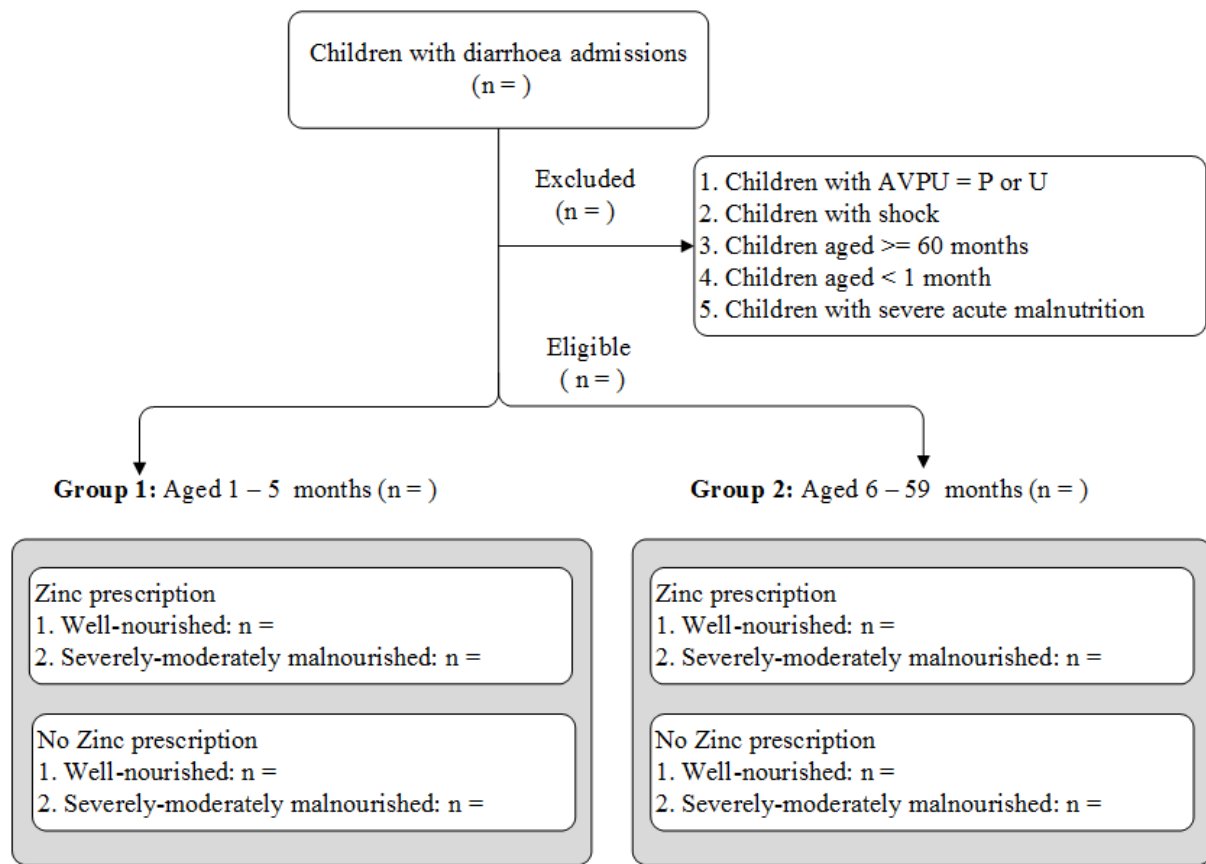 Children with diarrhoea admissions
(n = )
Excluded
(n = )
1. Children with AVPU = P or U
2. Children with shock
3. Children aged >= 60 months
4. Children aged < 1 month
5. Children with severe acute malnutrition
Eligible
( n = )
Group 1: Aged 1 – 5 months (n = )
Group 2: Aged 6 – 59 months (n = )
Zinc prescription
1. Well-nourished: n =
2. Severely-moderately malnourished: n =
No Zinc prescription
1. Well-nourished: n =
2. Severely-moderately malnourished: n =
Zinc prescription
1. Well-nourished: n =
2. Severely-moderately malnourished: n =
No Zinc prescription
1. Well-nourished: n =
2. Severely-moderately malnourished: n =